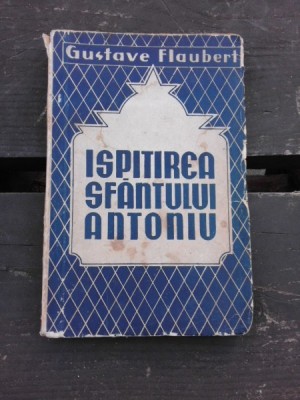 Gustave Flaubert
ISPITIREA
SFÂNTULUI
ANTONIU